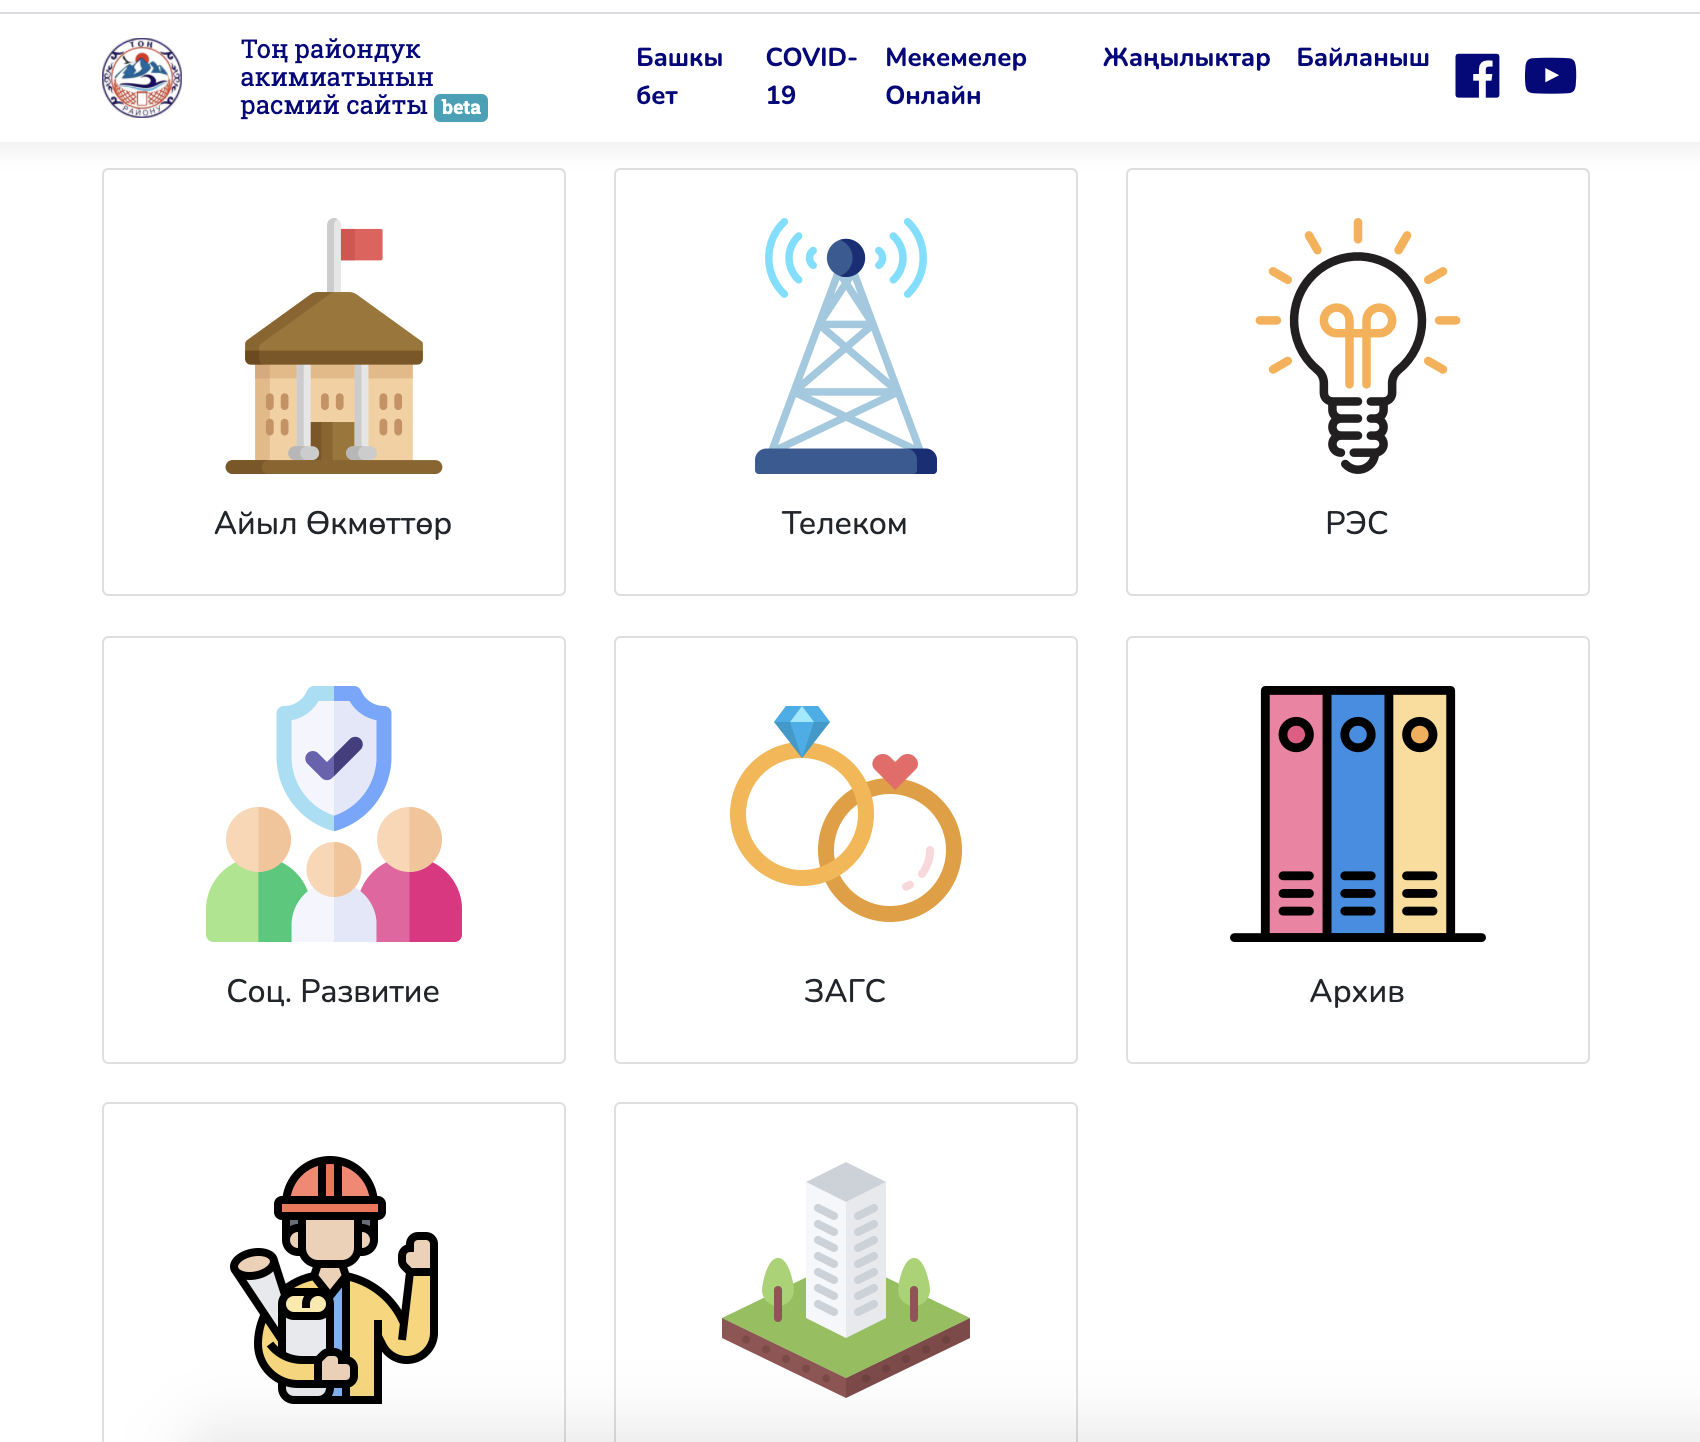 ТОҢ
РАЙОНУ
Тоң райондук
акимиатынын
расмий сайты beta
Башкы
бет
COVID-
19
Мекемелер
Онлайн
Жаңылыктар
Байланыш
Айыл Өкмөттөр
Телеком
РЭС
Соц. Развитие
ЗАГС
Архив